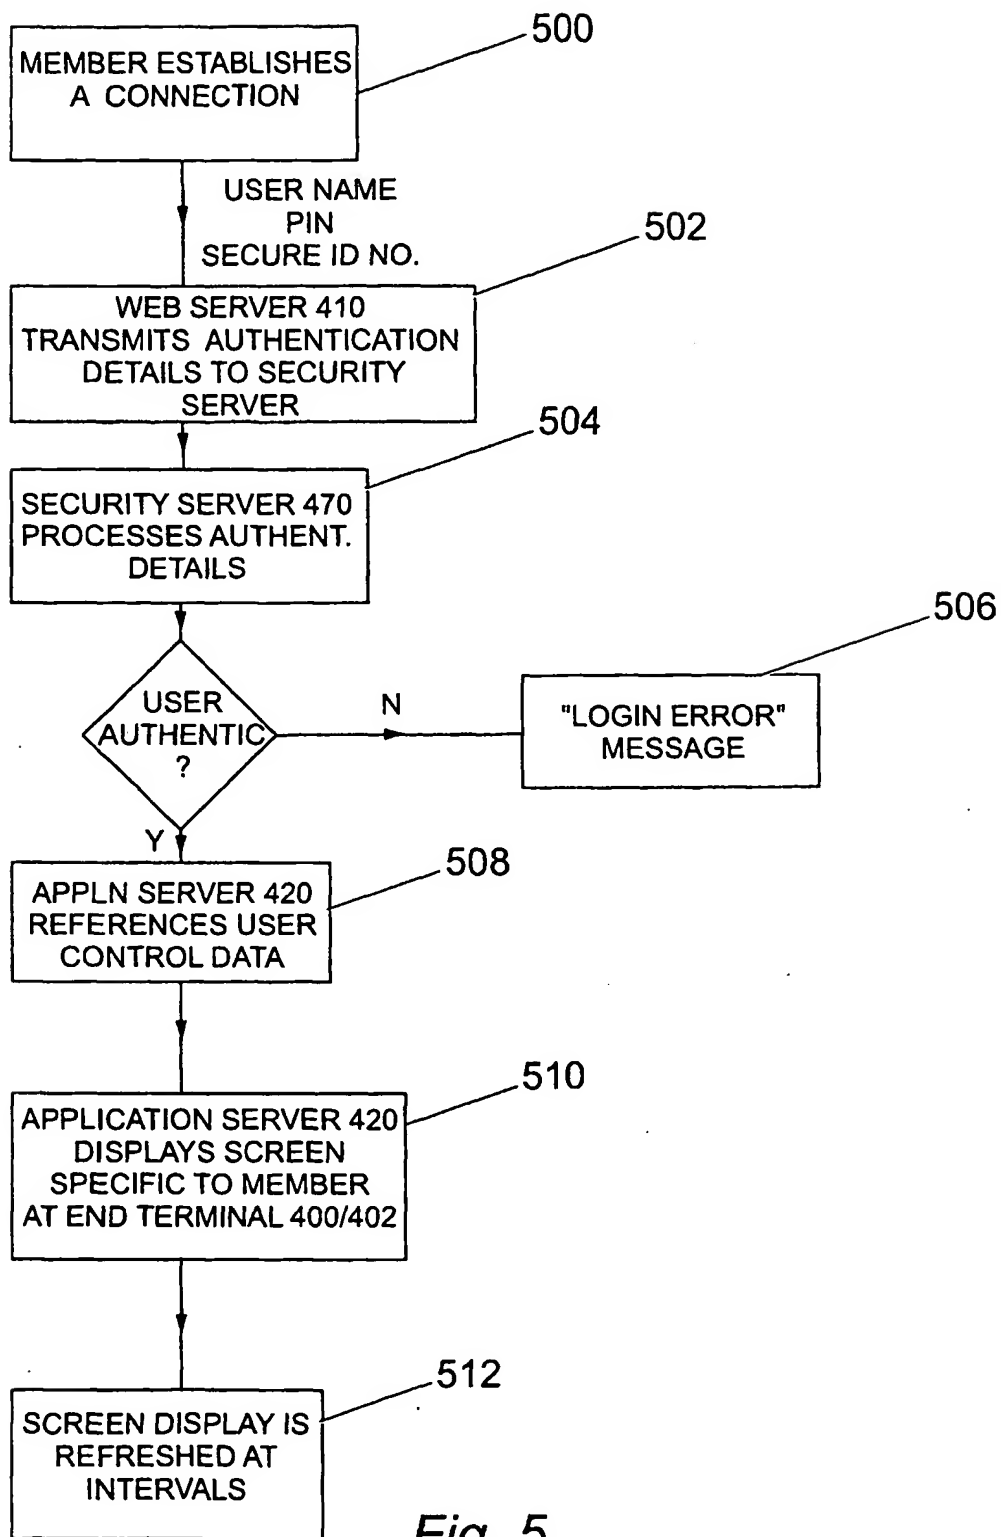 500
MEMBER ESTABLISHES
A CONNECTION
USER NAME
PIN
SECURE ID NO.
502
WEB SERVER 410
TRANSMITS AUTHENTICATION
DETAILS TO SECURITY
SERVER
504
SECURITY SERVER 470
PROCESSES AUTHENT.
DETAILS
506
USER
AUTHENTIC
?
N
"LOGIN ERROR"
MESSAGE
Y
508
APPLN SERVER 420
REFERENCES USER
CONTROL DATA
510
APPLICATION SERVER 420
DISPLAYS SCREEN
SPECIFIC TO MEMBER
AT END TERMINAL 400/402
512
SCREEN DISPLAY IS
REFRESHED AT
INTERVALS
Fig. 5